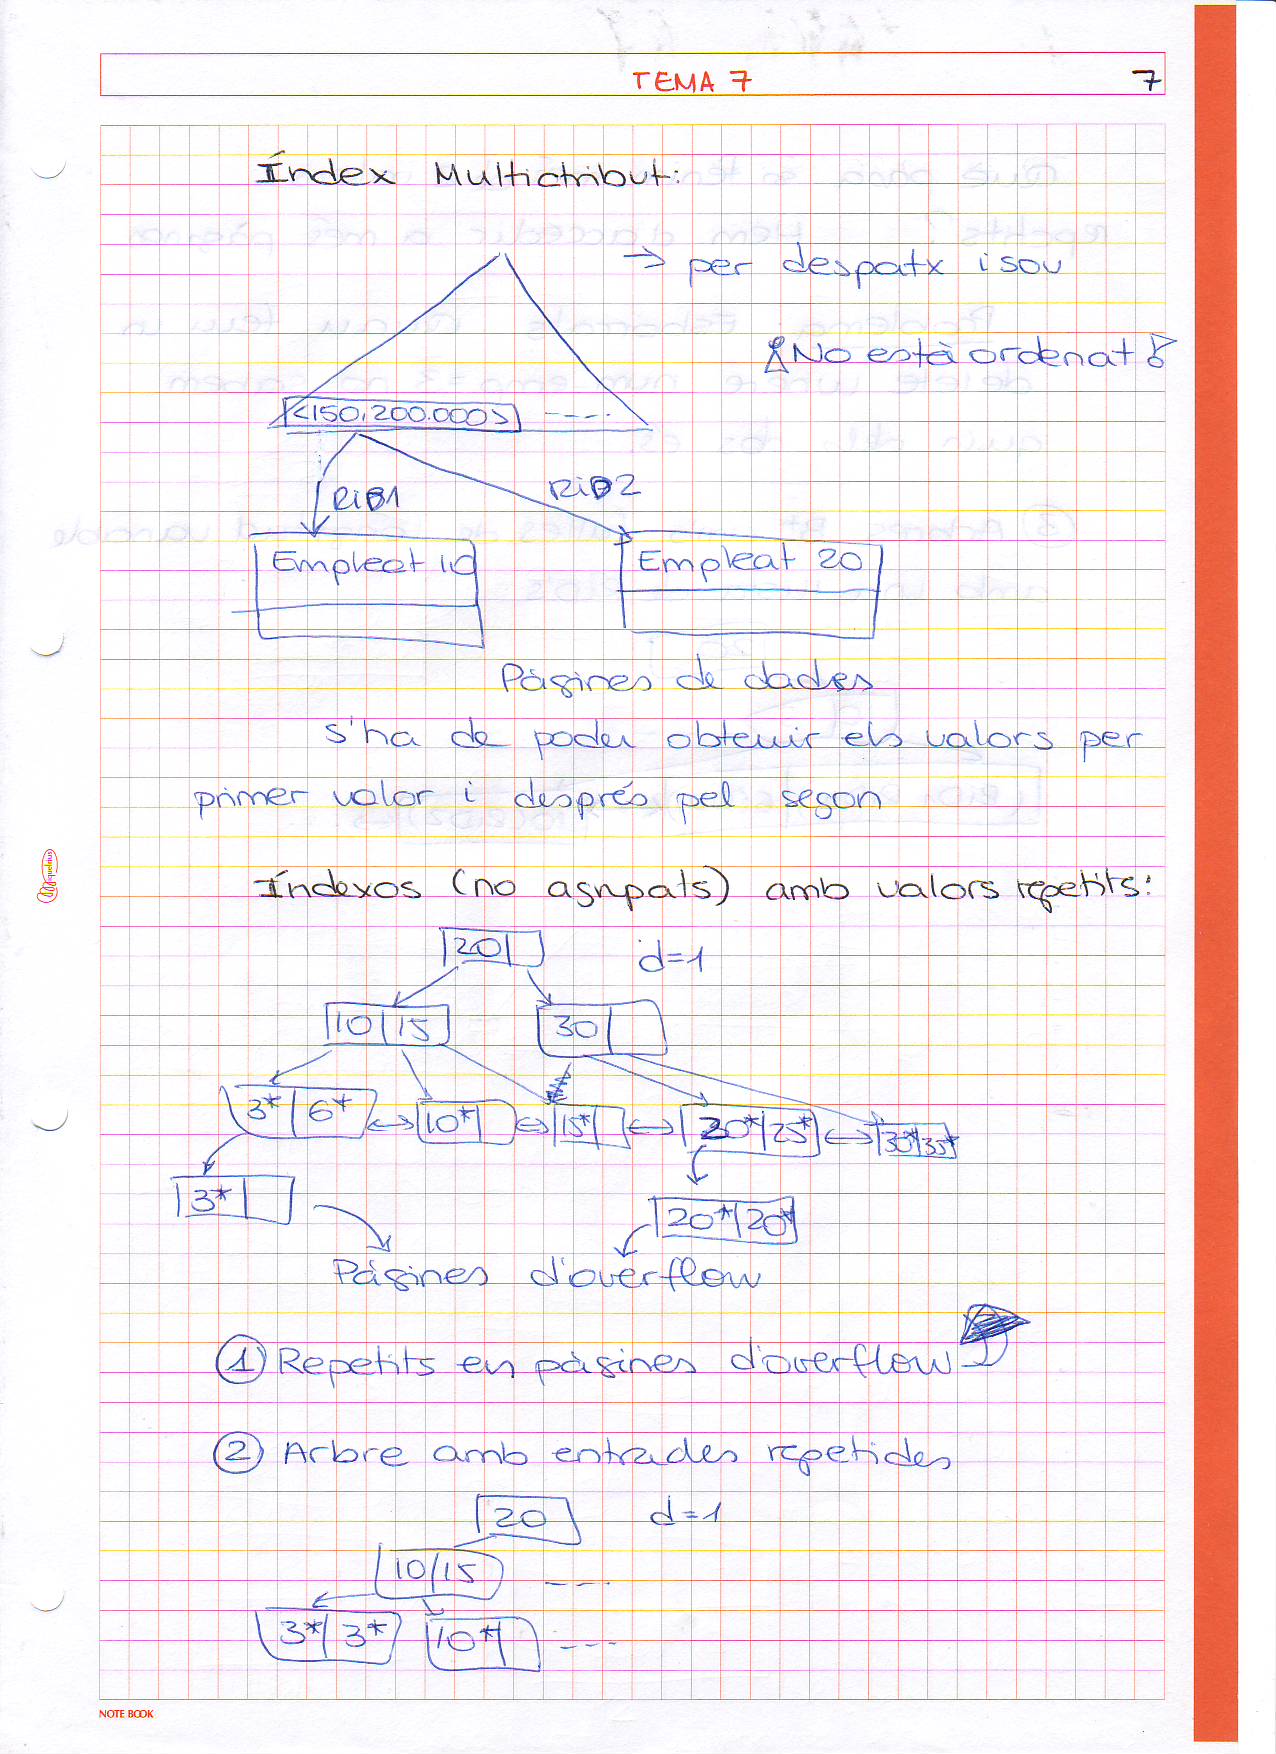 TEMA 7 7
Índex Multictribut:
→ per despatx i sou
¡No està ordenat!
<150,200.000> ----
RID1 RID2
Empleat 10 Empleat 20
Pàgines de dades
s'ha de poder obtenir els valors per
primer valor i després pel segon
Índexos (no agrupats) amb valors repetits:
20 d=1
10 15 30
3* 6* 10* 15* 20* 25* 30* 35*
3* 20* 20*
Pàgines d'overflow
① Repetits en pàgines d'overflow
② Arbre amb entrades repetides
20 d=1
10 15 ----
3* 3* 10* ---
NOTE BOOK